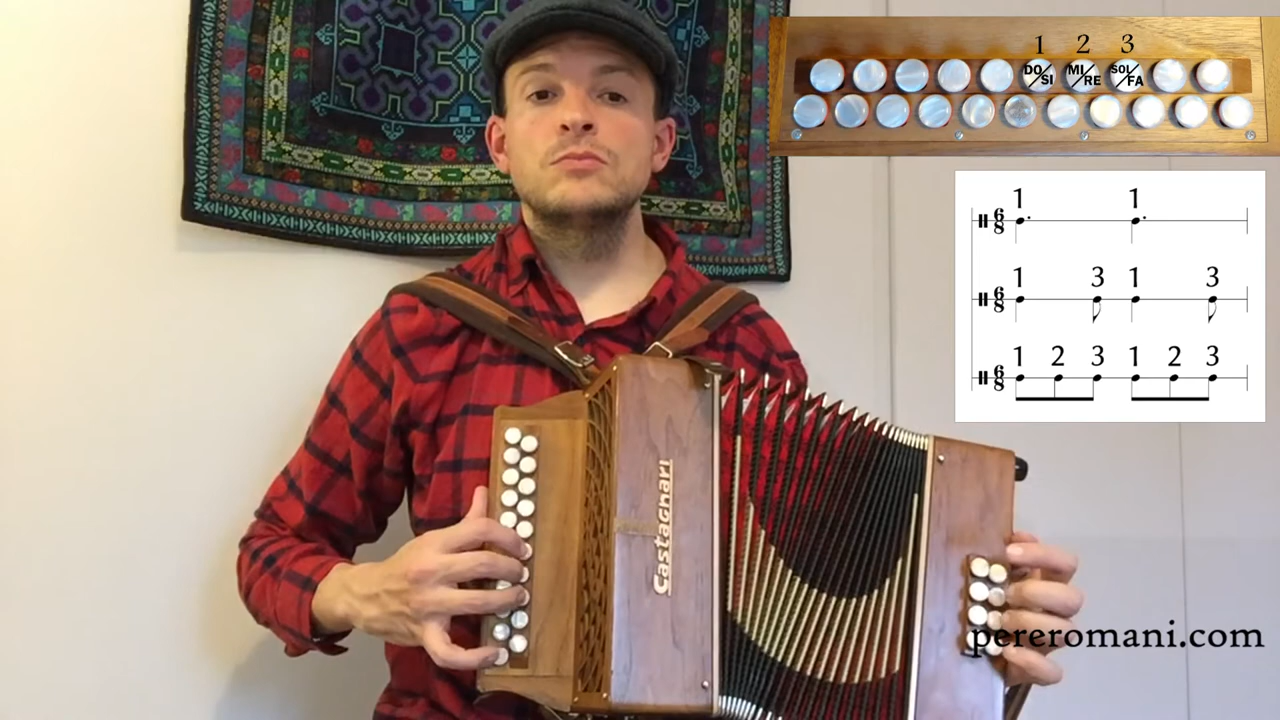 1 2 3
DO/SI MI/RE SOL/FA
1 1
6/8
1 3 1 3
6/8
1 2 3 1 2 3
6/8
Castagnari
pereromani.com